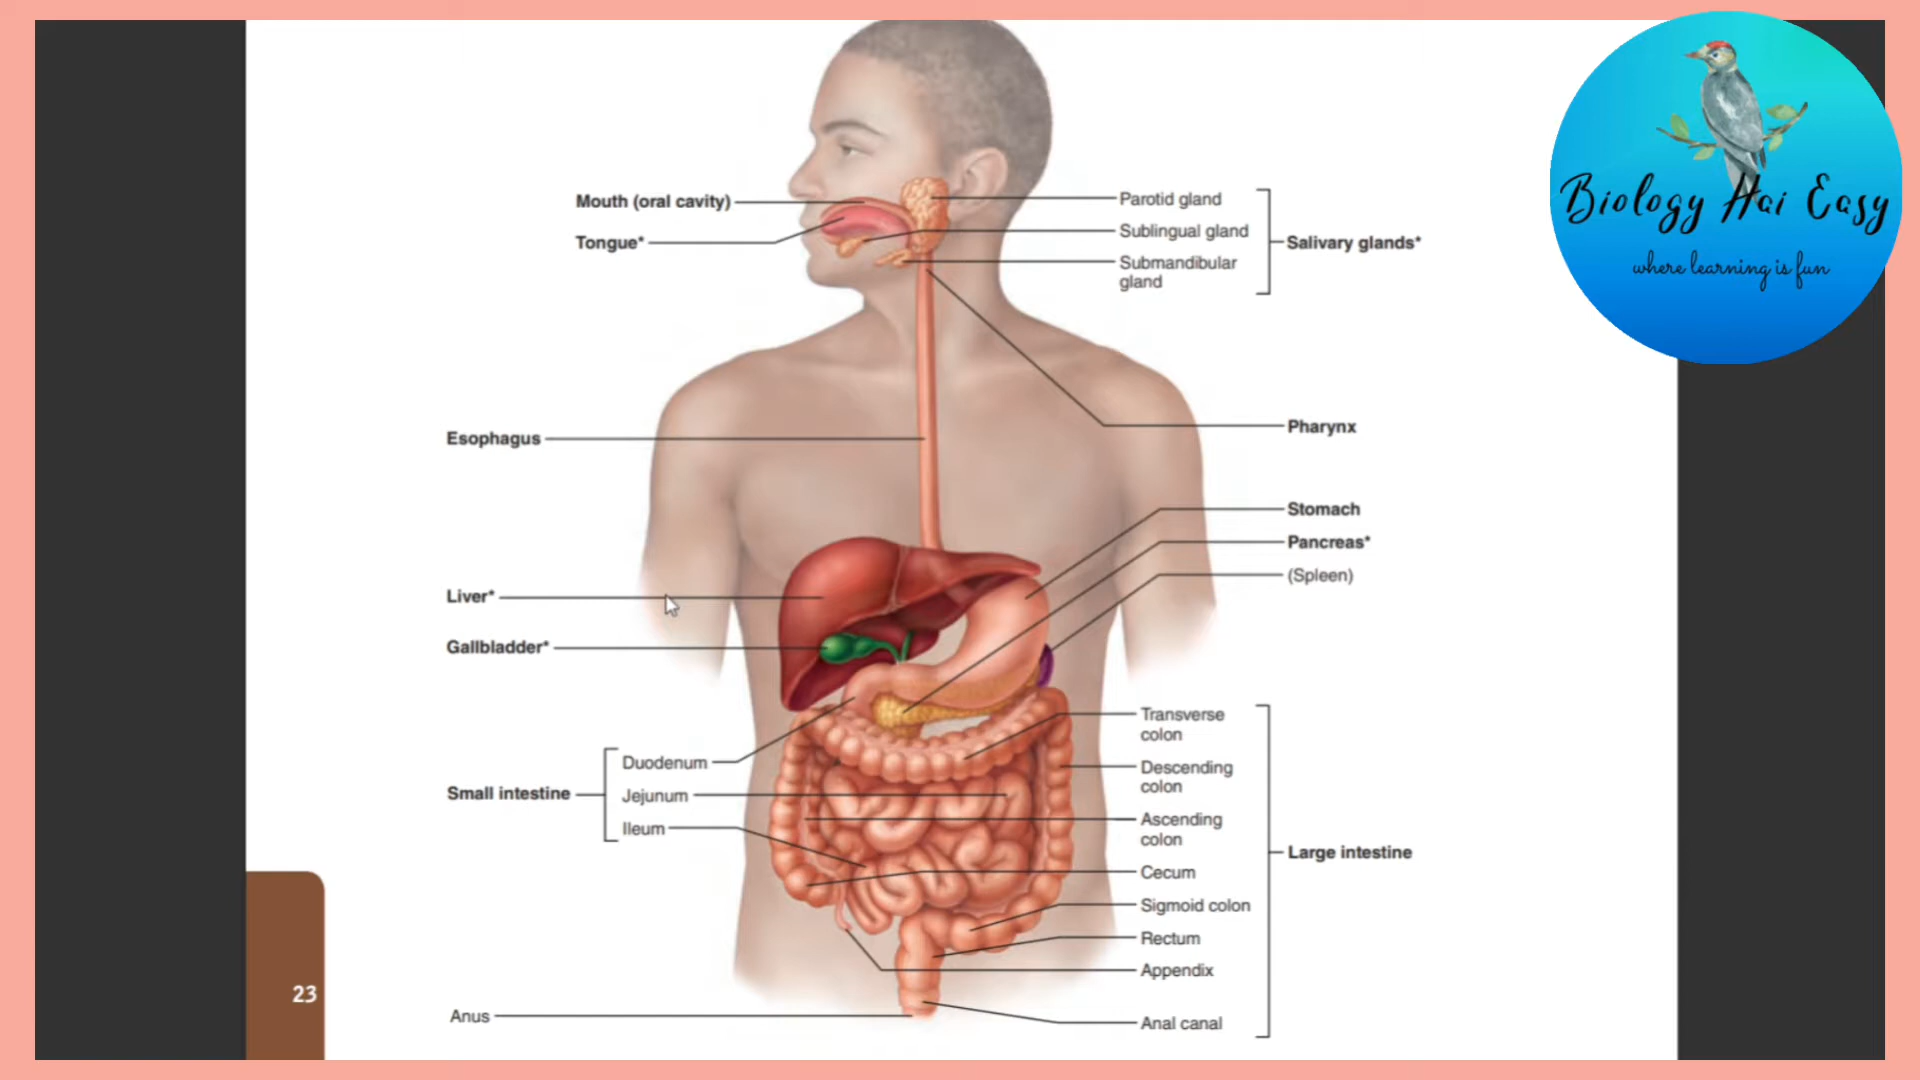 Biology Hai Easy
where learning is fun
Mouth (oral cavity)
Tongue*
Parotid gland
Sublingual gland
Submandibular
gland
Salivary glands*
Esophagus
Pharynx
Stomach
Pancreas*
(Spleen)
Liver*
Gallbladder*
Small intestine
Duodenum
Jejunum
Ileum
Transverse
colon
Descending
colon
Ascending
colon
Cecum
Sigmoid colon
Rectum
Appendix
Anal canal
Large intestine
Anus
23